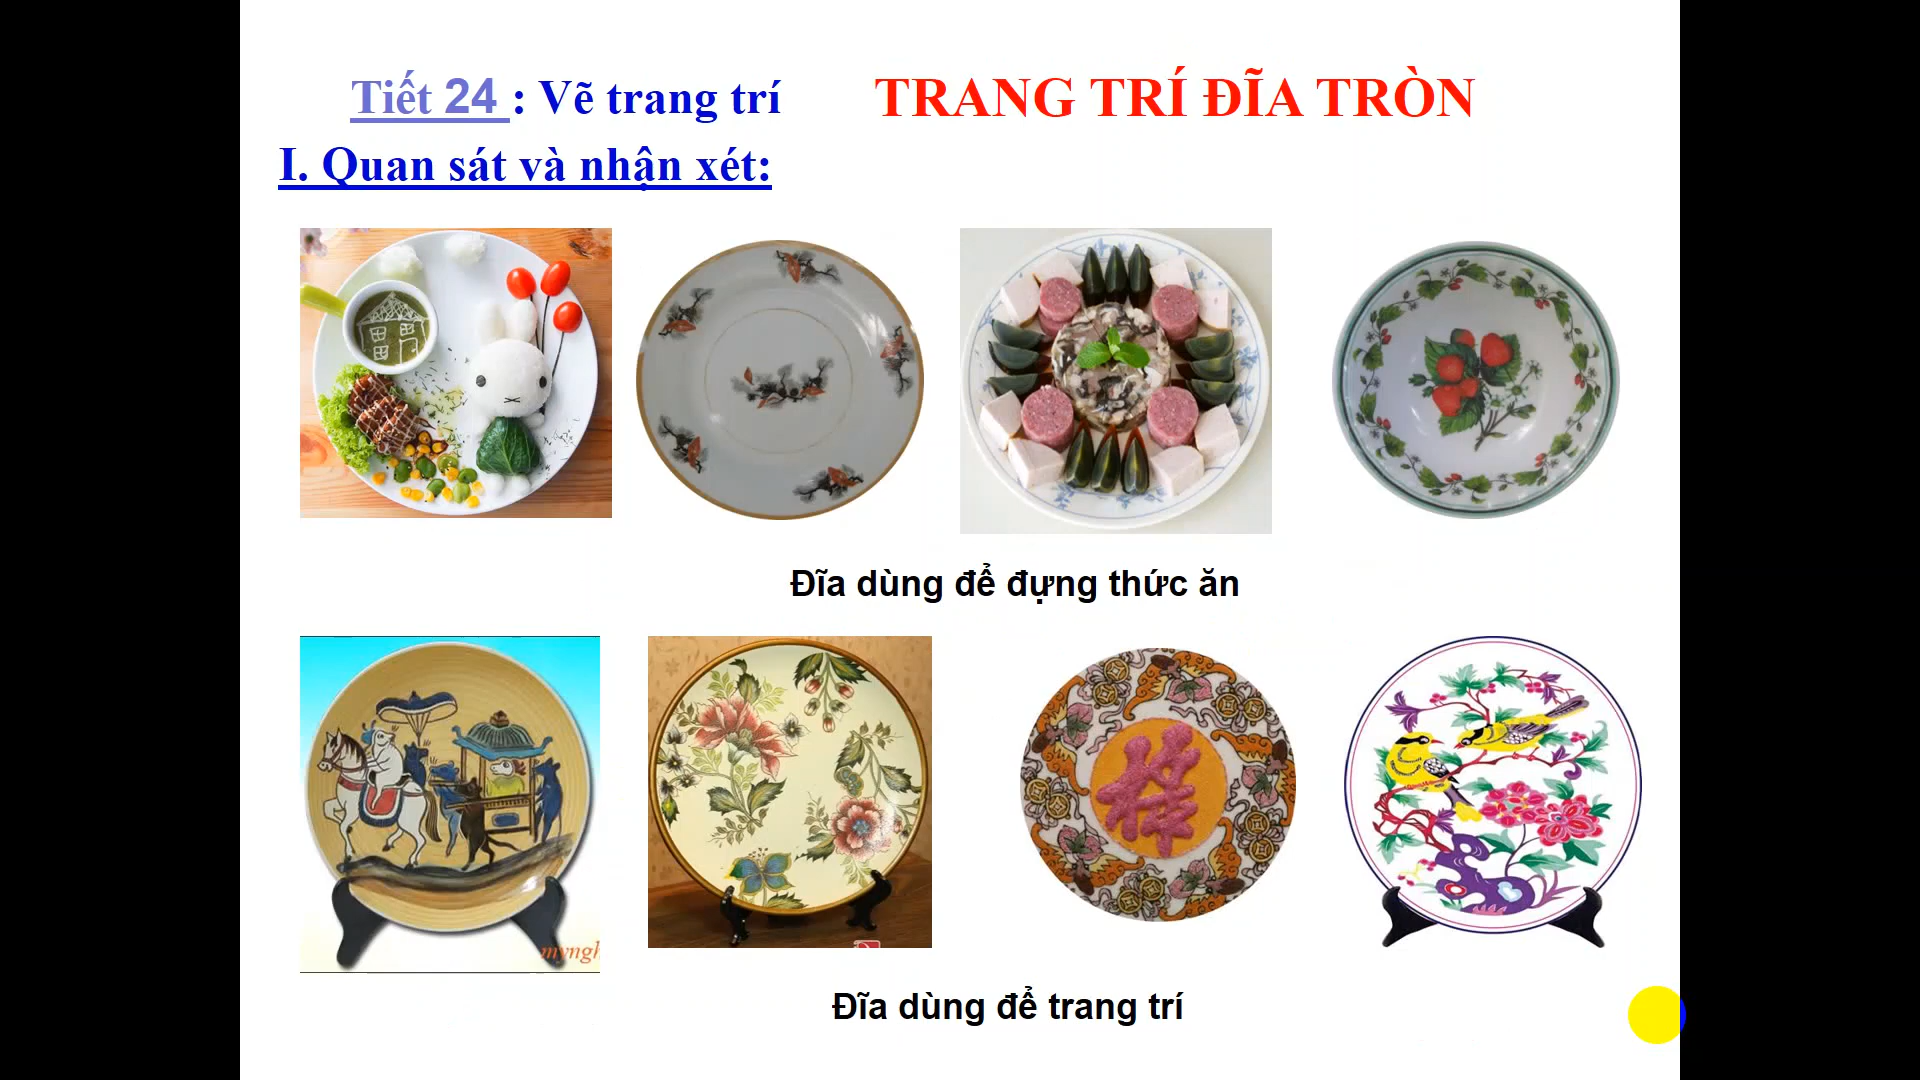 Tiết 24 : Vẽ trang trí TRANG TRÍ ĐĨA TRÒN
I. Quan sát và nhận xét:
Đĩa dùng để đựng thức ăn
myngh
Đĩa dùng để trang trí